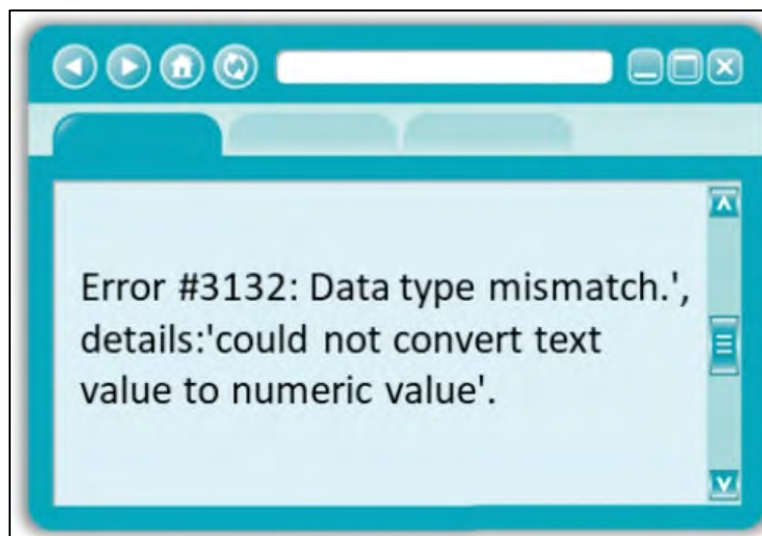 Error #3132: Data type mismatch.',
details:'could not convert text
value to numeric value'.